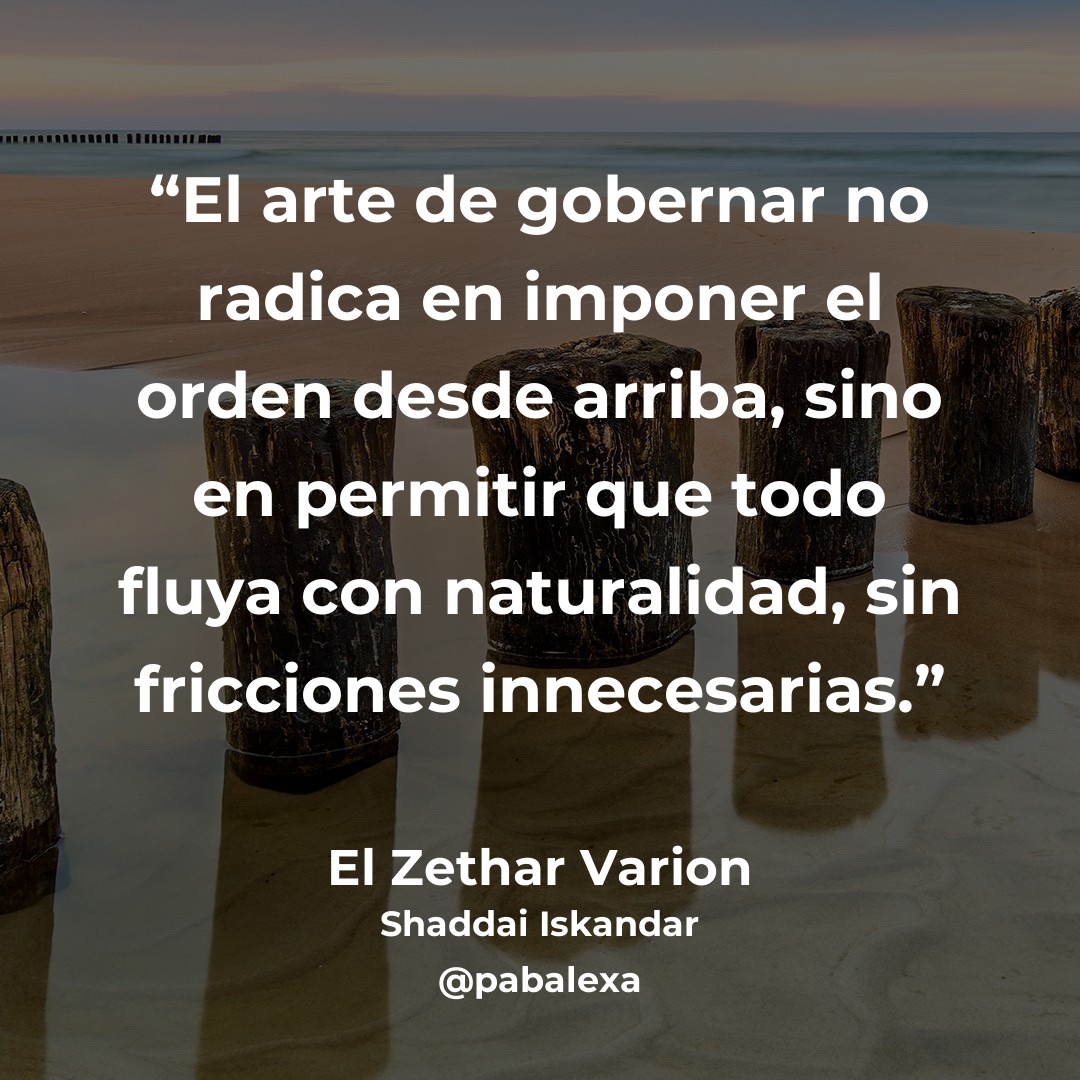 “El arte de gobernar no
radica en imponer el
orden desde arriba, sino
en permitir que todo
fluya con naturalidad, sin
fricciones innecesarias.”
El Zethar Varion
Shaddai Iskandar
@pabalexa